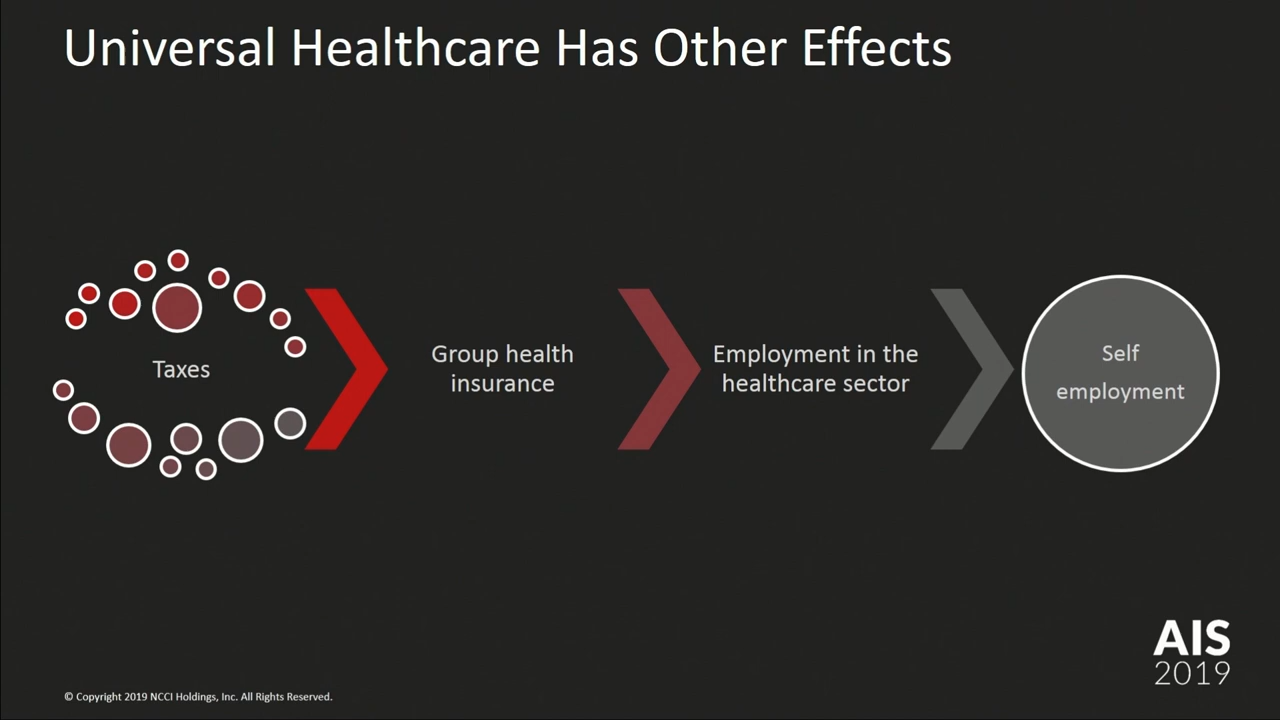 Universal Healthcare Has Other Effects
Taxes
Group health
insurance
Employment in the
healthcare sector
Self
employment
AIS
2019
© Copyright 2019 NCCI Holdings, Inc. All Rights Reserved.